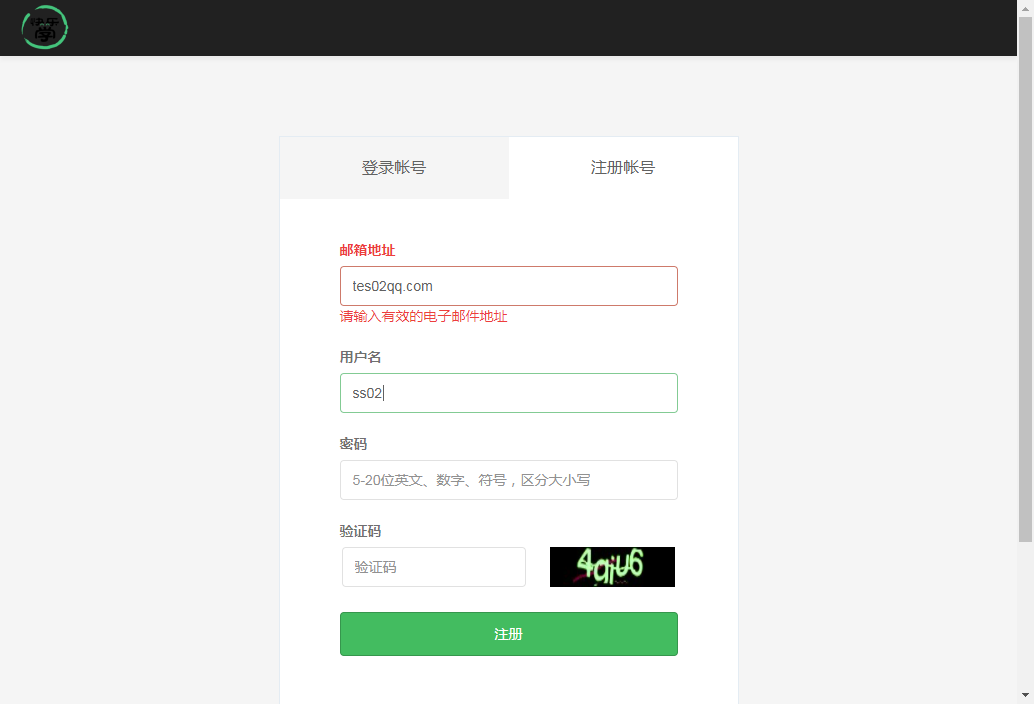 快乐
學
登录帐号
注册帐号
邮箱地址
tes02qq.com
请输入有效的电子邮件地址
用户名
ss02
密码
5-20位英文、数字、符号，区分大小写
验证码
验证码
4qiu6
注册